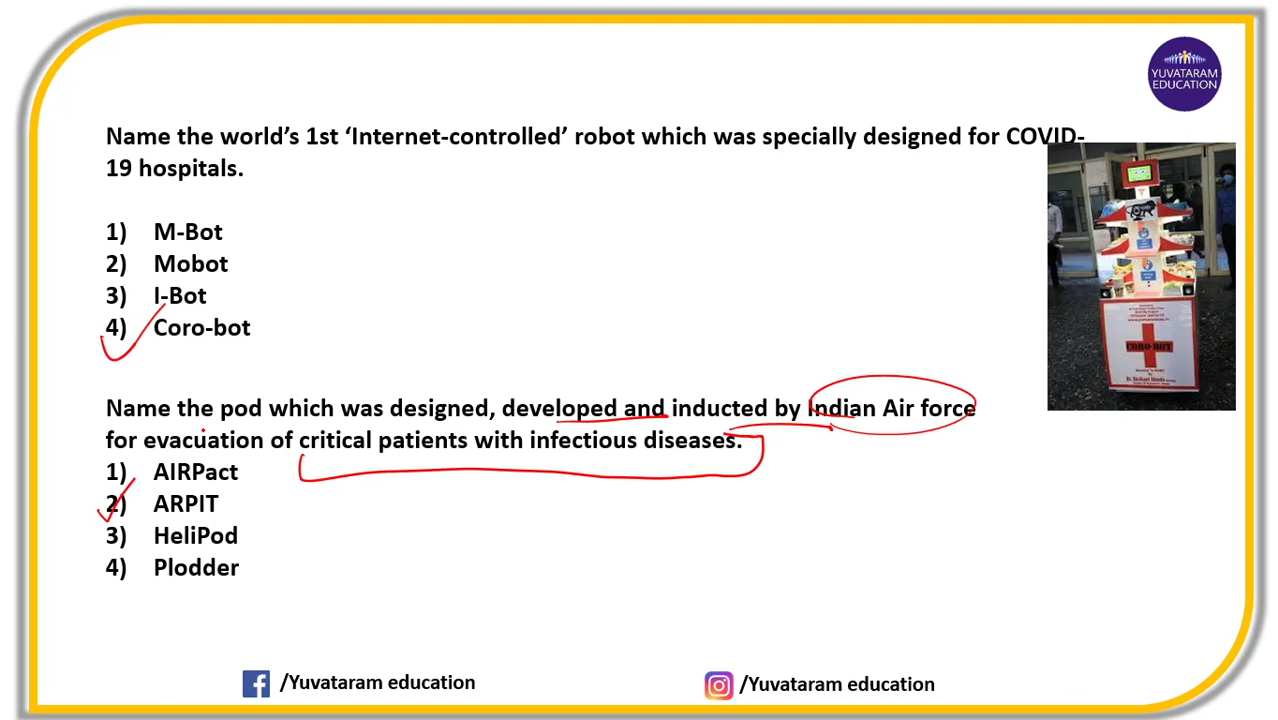 YUVATARAM
EDUCATION
Name the world’s 1st ‘Internet-controlled’ robot which was specially designed for COVID-
19 hospitals.
1) M-Bot
2) Mobot
3) I-Bot
4) Coro-bot
CORO-BOT
Name the pod which was designed, developed and inducted by Indian Air force
for evacuation of critical patients with infectious diseases.
1) AIRPact
2) ARPIT
3) HeliPod
4) Plodder
/Yuvataram education
/Yuvataram education